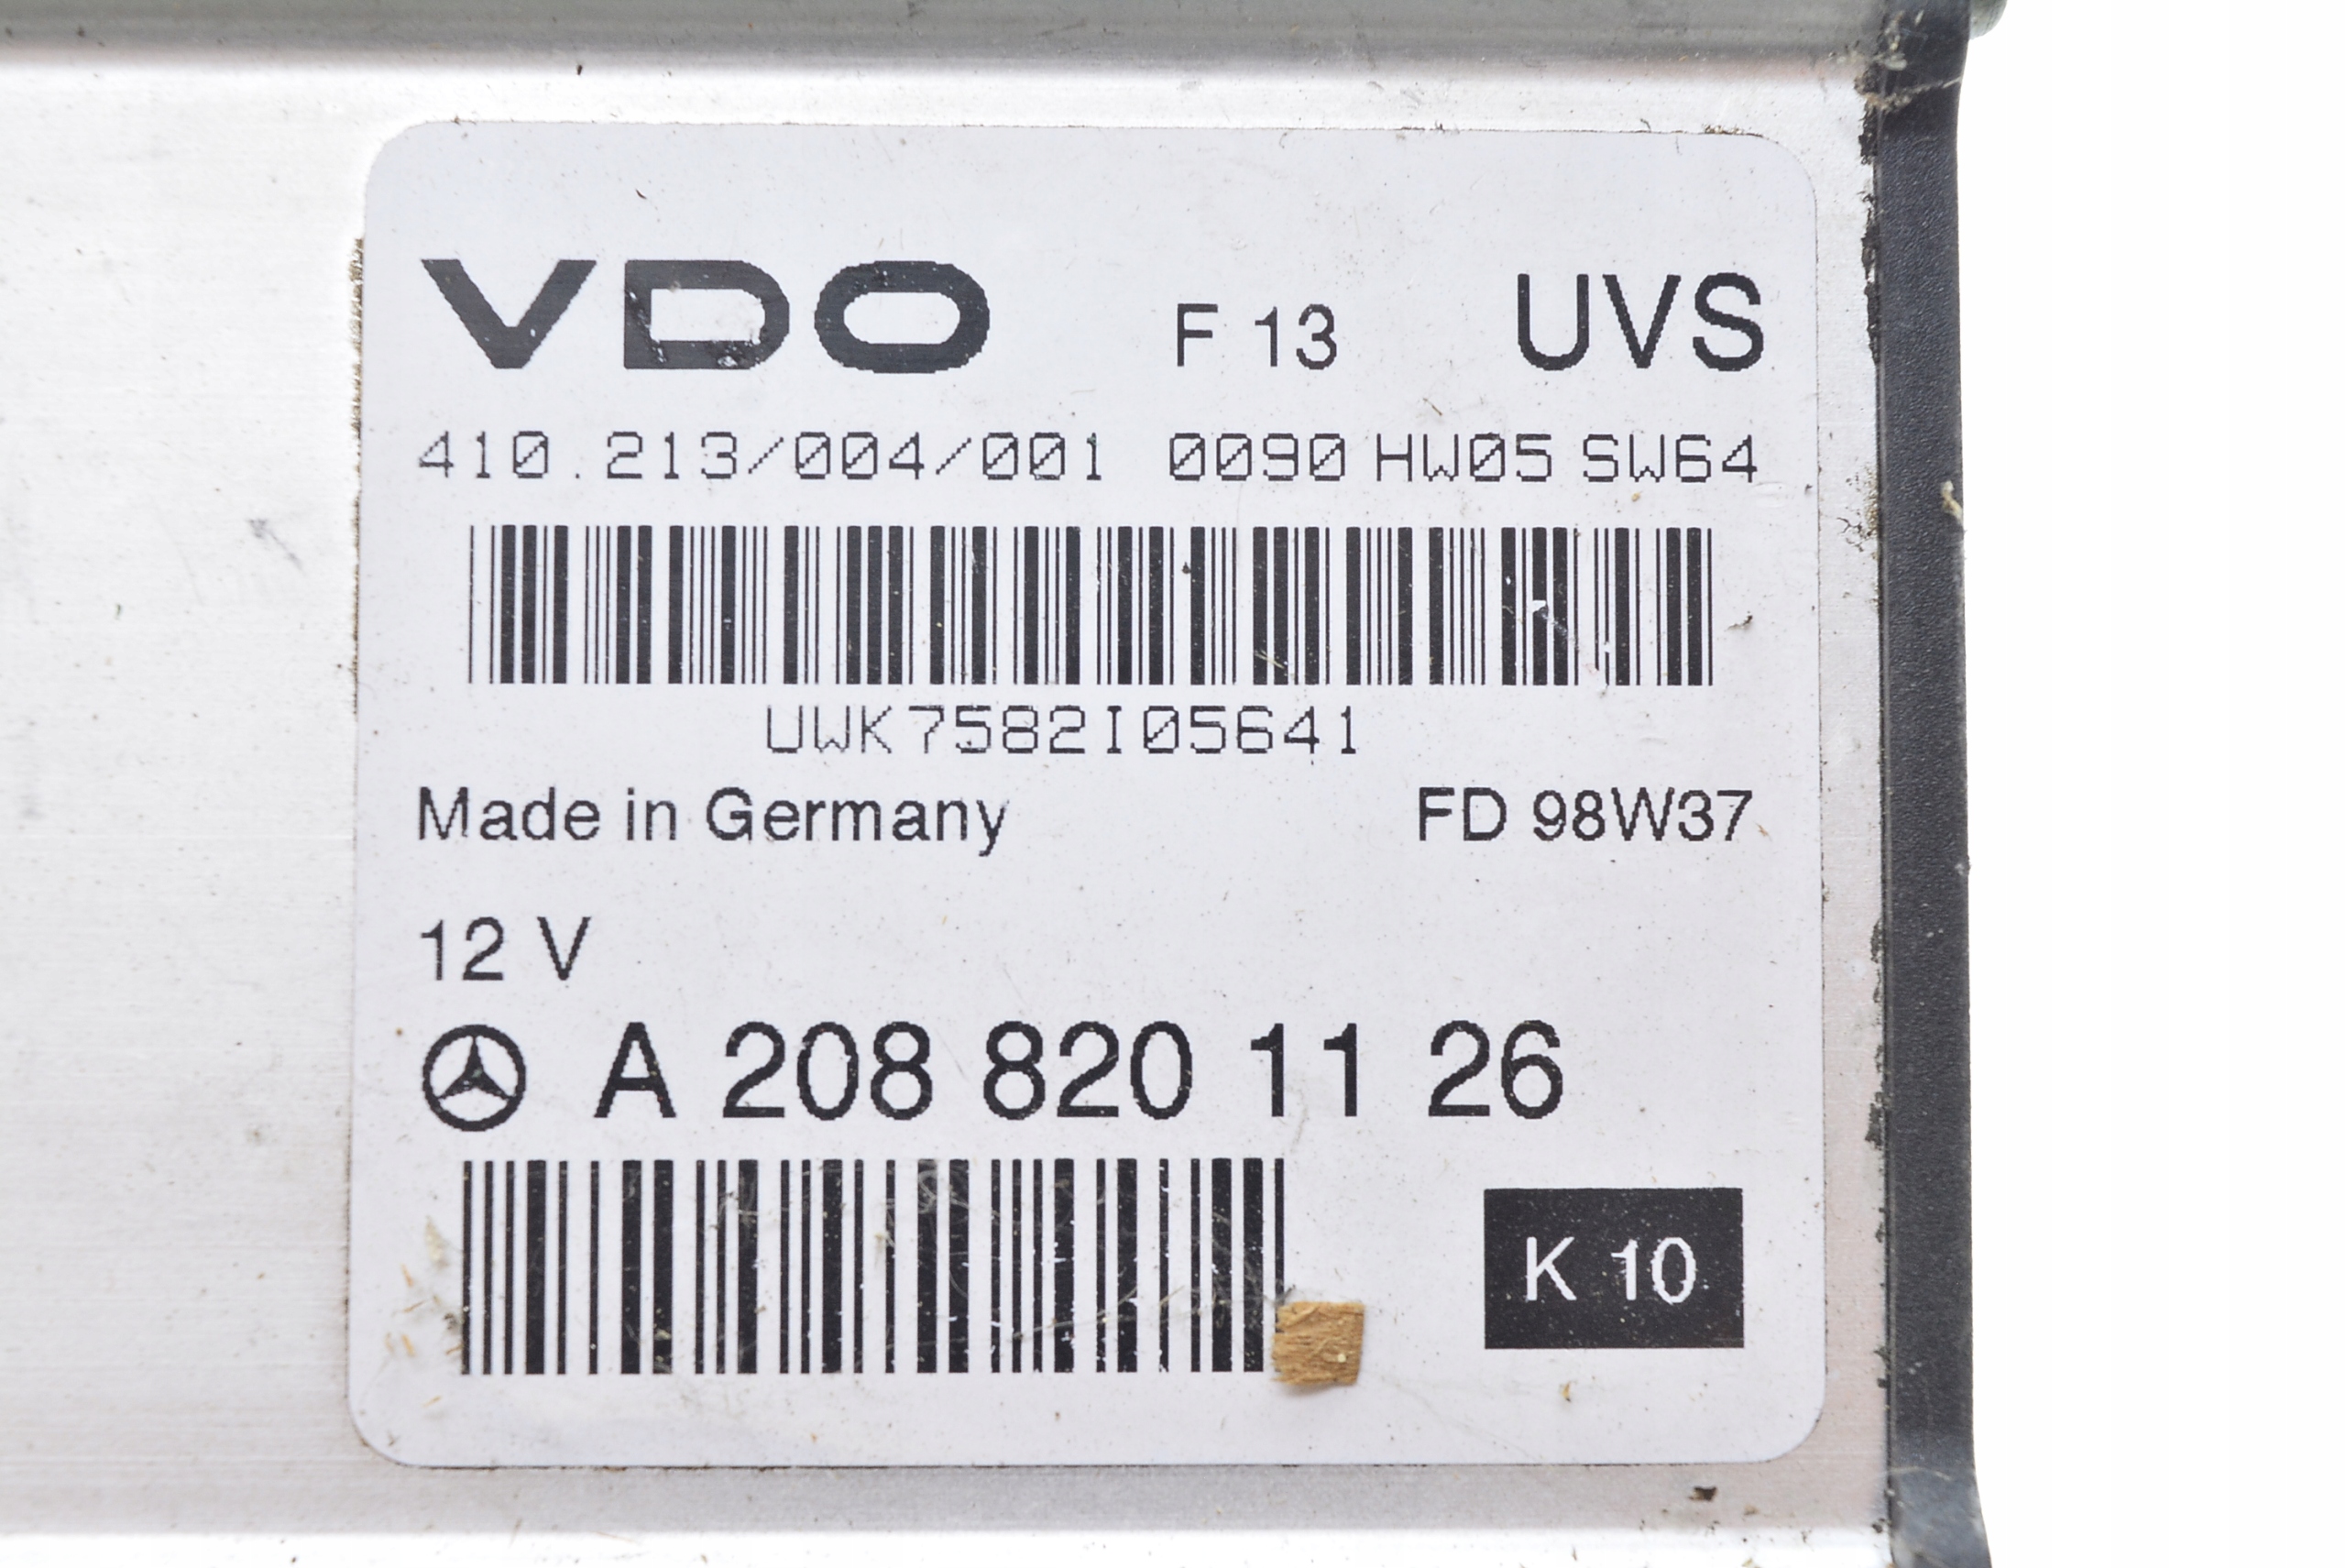 VDO F 13 UVS
410.213/004/001 0090 HW05 SW64
UWK7582I05641
Made in Germany FD 98W37
12 V
A 208 820 11 26
K 10